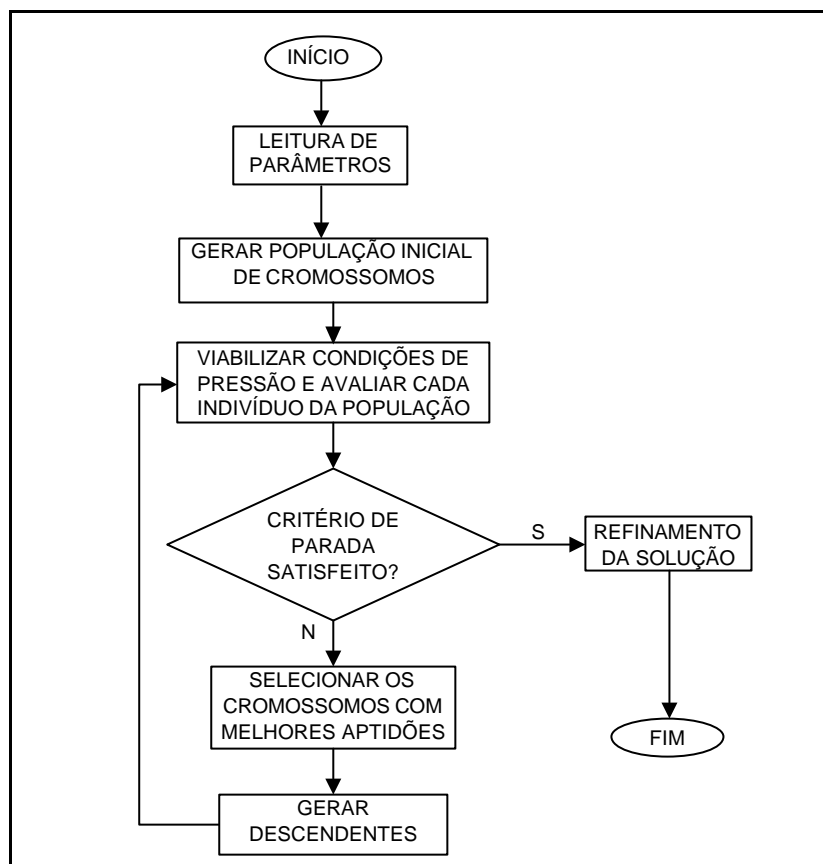 INÍCIO
LEITURA DE
PARÂMETROS
GERAR POPULAÇÃO INICIAL
DE CROMOSSOMOS
VIABILIZAR CONDIÇÕES DE
PRESSÃO E AVALIAR CADA
INDIVÍDUO DA POPULAÇÃO
CRITÉRIO DE
PARADA
SATISFEITO?
S
REFINAMENTO
DA SOLUÇÃO
N
SELECIONAR OS
CROMOSSOMOS COM
MELHORES APTIDÕES
FIM
GERAR
DESCENDENTES